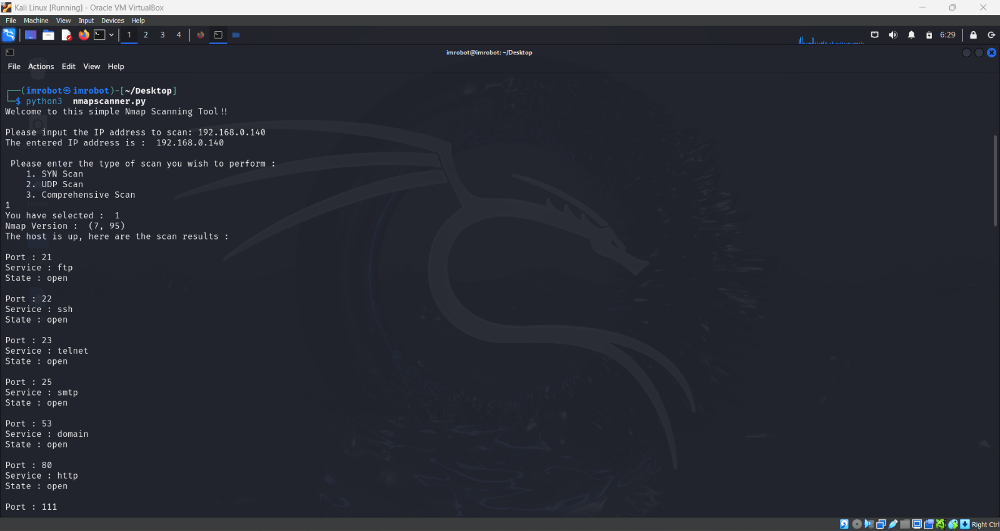 Kali Linux [Running] - Oracle VM VirtualBox
File Machine View Input Devices Help
1 2 3 4 6:29
imrobot@imrobot: ~/Desktop
File Actions Edit View Help
┌──(imrobot㉿imrobot)-[~/Desktop]
└─$ python3 nmapscanner.py
Welcome to this simple Nmap Scanning Tool!!
Please input the IP address to scan: 192.168.0.140
The entered IP address is : 192.168.0.140
Please enter the type of scan you wish to perform :
1. SYN Scan
2. UDP Scan
3. Comprehensive Scan
1
You have selected : 1
Nmap Version : (7, 95)
The host is up, here are the scan results :
Port : 21
Service : ftp
State : open
Port : 22
Service : ssh
State : open
Port : 23
Service : telnet
State : open
Port : 25
Service : smtp
State : open
Port : 53
Service : domain
State : open
Port : 80
Service : http
State : open
Port : 111
Right Ctrl